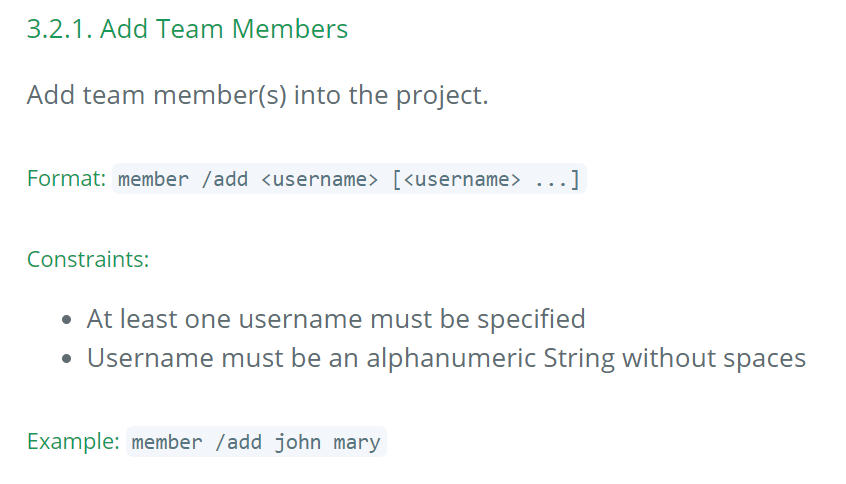 3.2.1. Add Team Members
Add team member(s) into the project.
Format: member /add <username> [<username> ...]
Constraints:
• At least one username must be specified
• Username must be an alphanumeric String without spaces
Example: member /add john mary